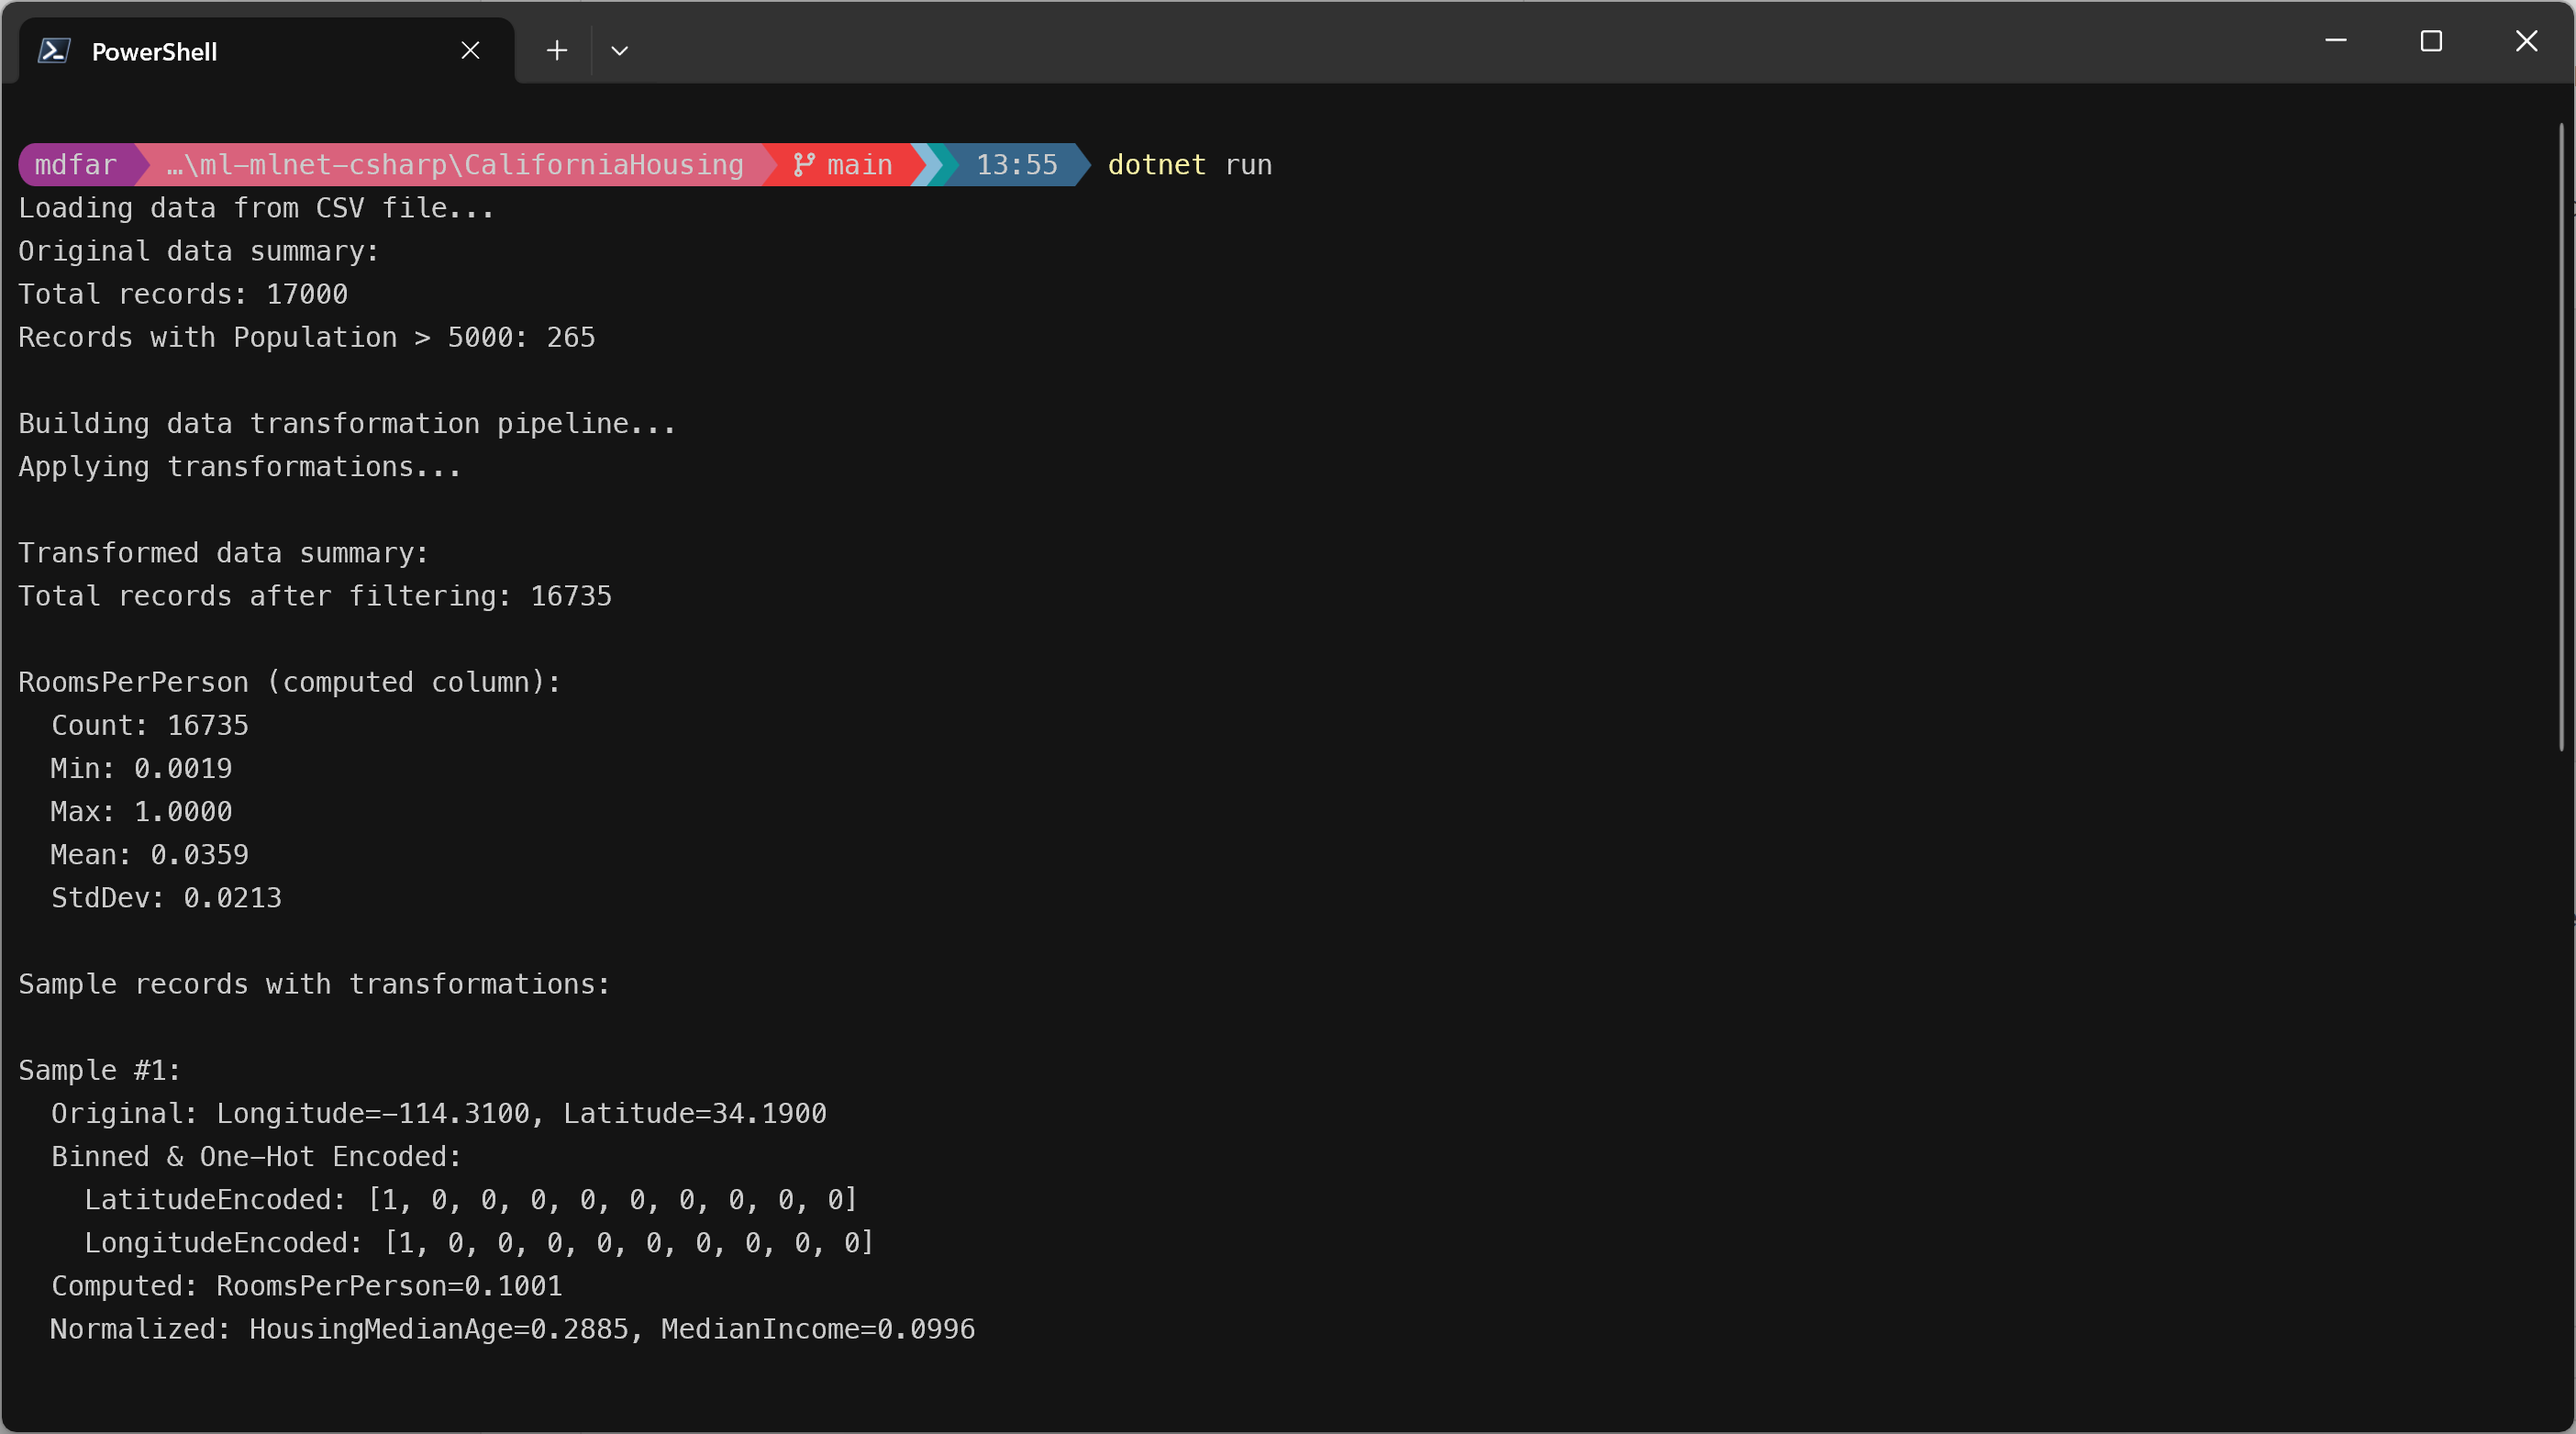 PowerShell
mdfar …\ml-mlnet-csharp\CaliforniaHousing main 13:55 dotnet run
Loading data from CSV file...
Original data summary:
Total records: 17000
Records with Population > 5000: 265
Building data transformation pipeline...
Applying transformations...
Transformed data summary:
Total records after filtering: 16735
RoomsPerPerson (computed column):
Count: 16735
Min: 0.0019
Max: 1.0000
Mean: 0.0359
StdDev: 0.0213
Sample records with transformations:
Sample #1:
Original: Longitude=-114.3100, Latitude=34.1900
Binned & One-Hot Encoded:
LatitudeEncoded: [1, 0, 0, 0, 0, 0, 0, 0, 0, 0]
LongitudeEncoded: [1, 0, 0, 0, 0, 0, 0, 0, 0, 0]
Computed: RoomsPerPerson=0.1001
Normalized: HousingMedianAge=0.2885, MedianIncome=0.0996